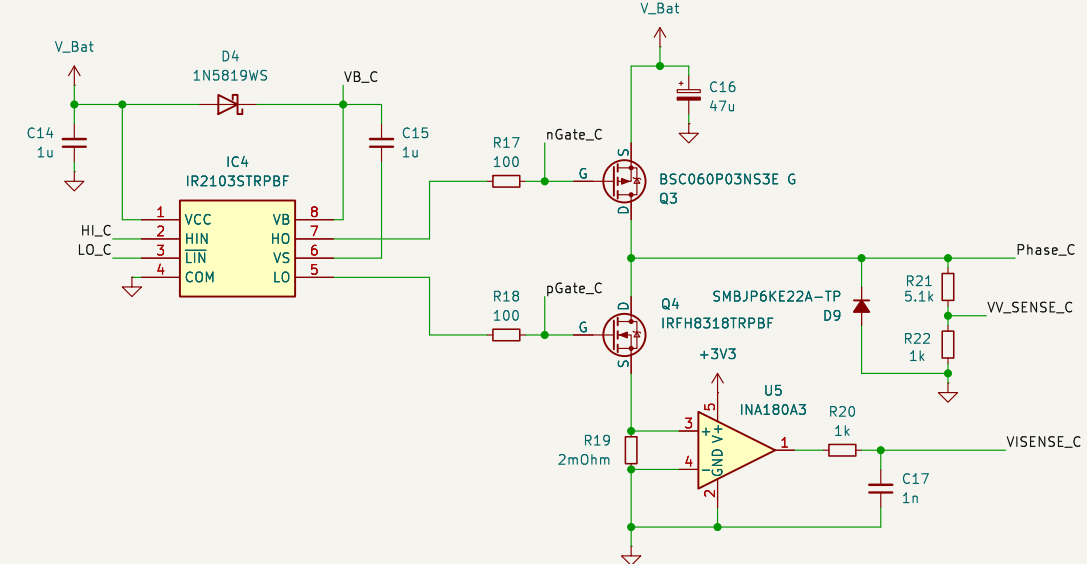 V_Bat
V_Bat
D4
1N5819WS
VB_C
C14
1u
C15
1u
C16
47u
+
IC4
IR2103STRPBF
1
VCC
VB
8
HI_C
2
HIN
HO
7
LO_C
3
LIN
VS
6
4
COM
LO
5
R17
100
nGate_C
G
S
D
BSC060P03NS3E G
Q3
Phase_C
R18
100
pGate_C
G
D
S
Q4
IRFH8318TRPBF
SMBJP6KE22A-TP
D9
R21
5.1k
VV_SENSE_C
R22
1k
+3V3
U5
INA180A3
5
V+
3
+
4
-
GND
2
1
R19
2mOhm
R20
1k
VISENSE_C
C17
1n